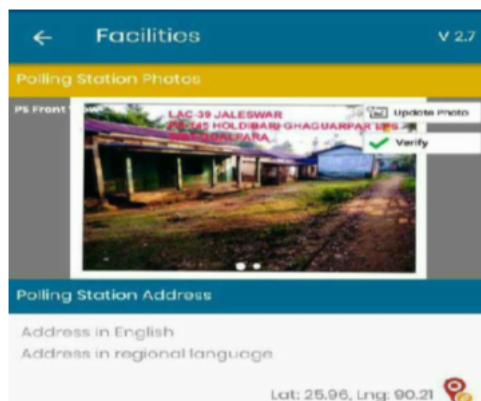 Facilities
V 2.7
Polling Station Photos
PS Front
LAC-39 JALESWAR
Update Photo
HOLDIBARI GHAGUARPAR LPS
Verify
Polling Station Address
Address in English
Address in regional language
Lat: 25.96, Lng: 90.21